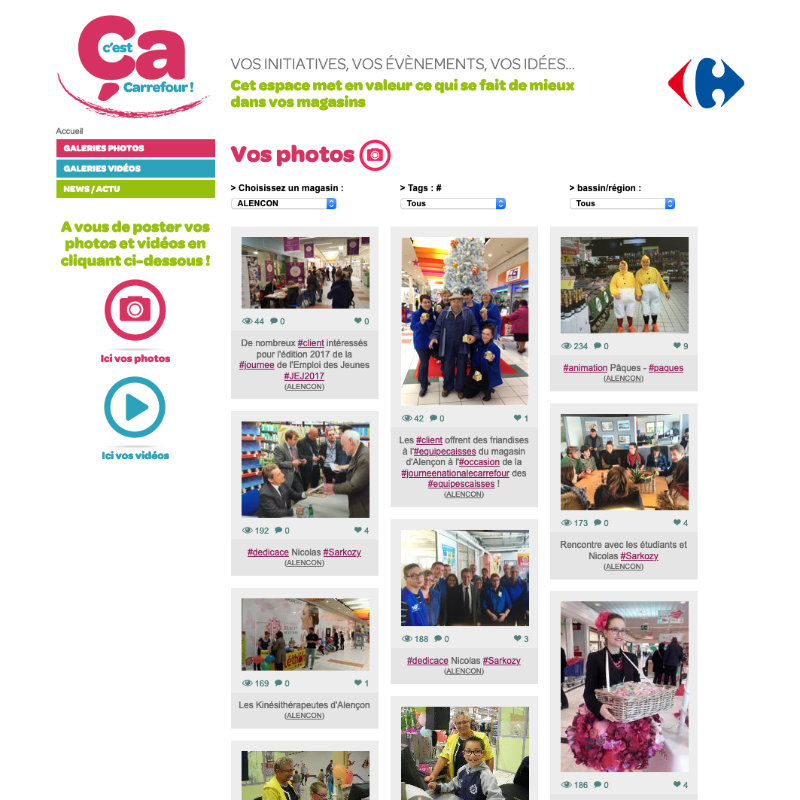 c'est
Ça
Carrefour !
VOS INITIATIVES, VOS ÉVÈNEMENTS, VOS IDÉES...
Cet espace met en valeur ce qui se fait de mieux
dans vos magasins
Accueil
GALERIES PHOTOS
GALERIES VIDÉOS
NEWS / ACTU
A vous de poster vos
photos et vidéos en
cliquant ci-dessous !
Ici vos photos
Ici vos vidéos
Vos photos
> Choisissez un magasin :
ALENCON
> Tags : #
Tous
> bassin/région :
Tous
44 0 0
De nombreux #client intéressés
pour l'édition 2017 de la
#journee de l'Emploi des Jeunes
#JEJ2017
(ALENCON)
192 0 4
#dedicace Nicolas #Sarkozy
(ALENCON)
169 0 1
Les Kinésithérapeutes d'Alençon
(ALENCON)
42 0 1
Les #client offrent des friandises
à l'#equipecaisses du magasin
d'Alençon à l'#occasion de la
#journeenationalecarrefour des
#equipescaisses !
(ALENCON)
188 0 3
#dedicace Nicolas #Sarkozy
(ALENCON)
234 0 9
#animation Pâques - #paques
(ALENCON)
173 0 4
Rencontre avec les étudiants et
Nicolas #Sarkozy
(ALENCON)
186 0 4